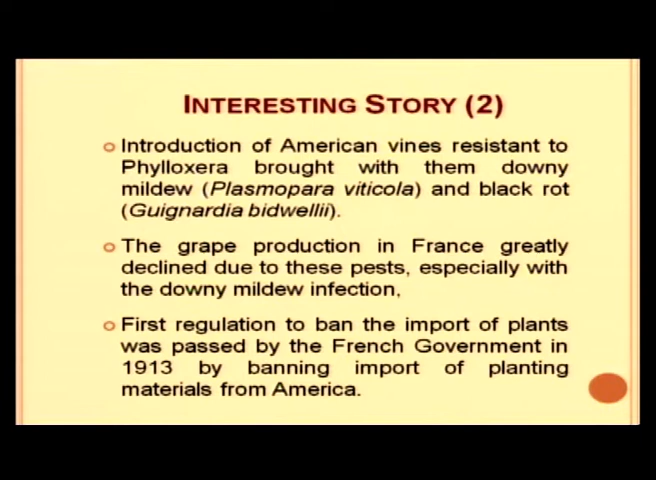 INTERESTING STORY (2)
Introduction of American vines resistant to
Phylloxera brought with them downy
mildew (Plasmopara viticola) and black rot
(Guignardia bidwellii).
The grape production in France greatly
declined due to these pests, especially with
the downy mildew infection,
First regulation to ban the import of plants
was passed by the French Government in
1913 by banning import of planting
materials from America.